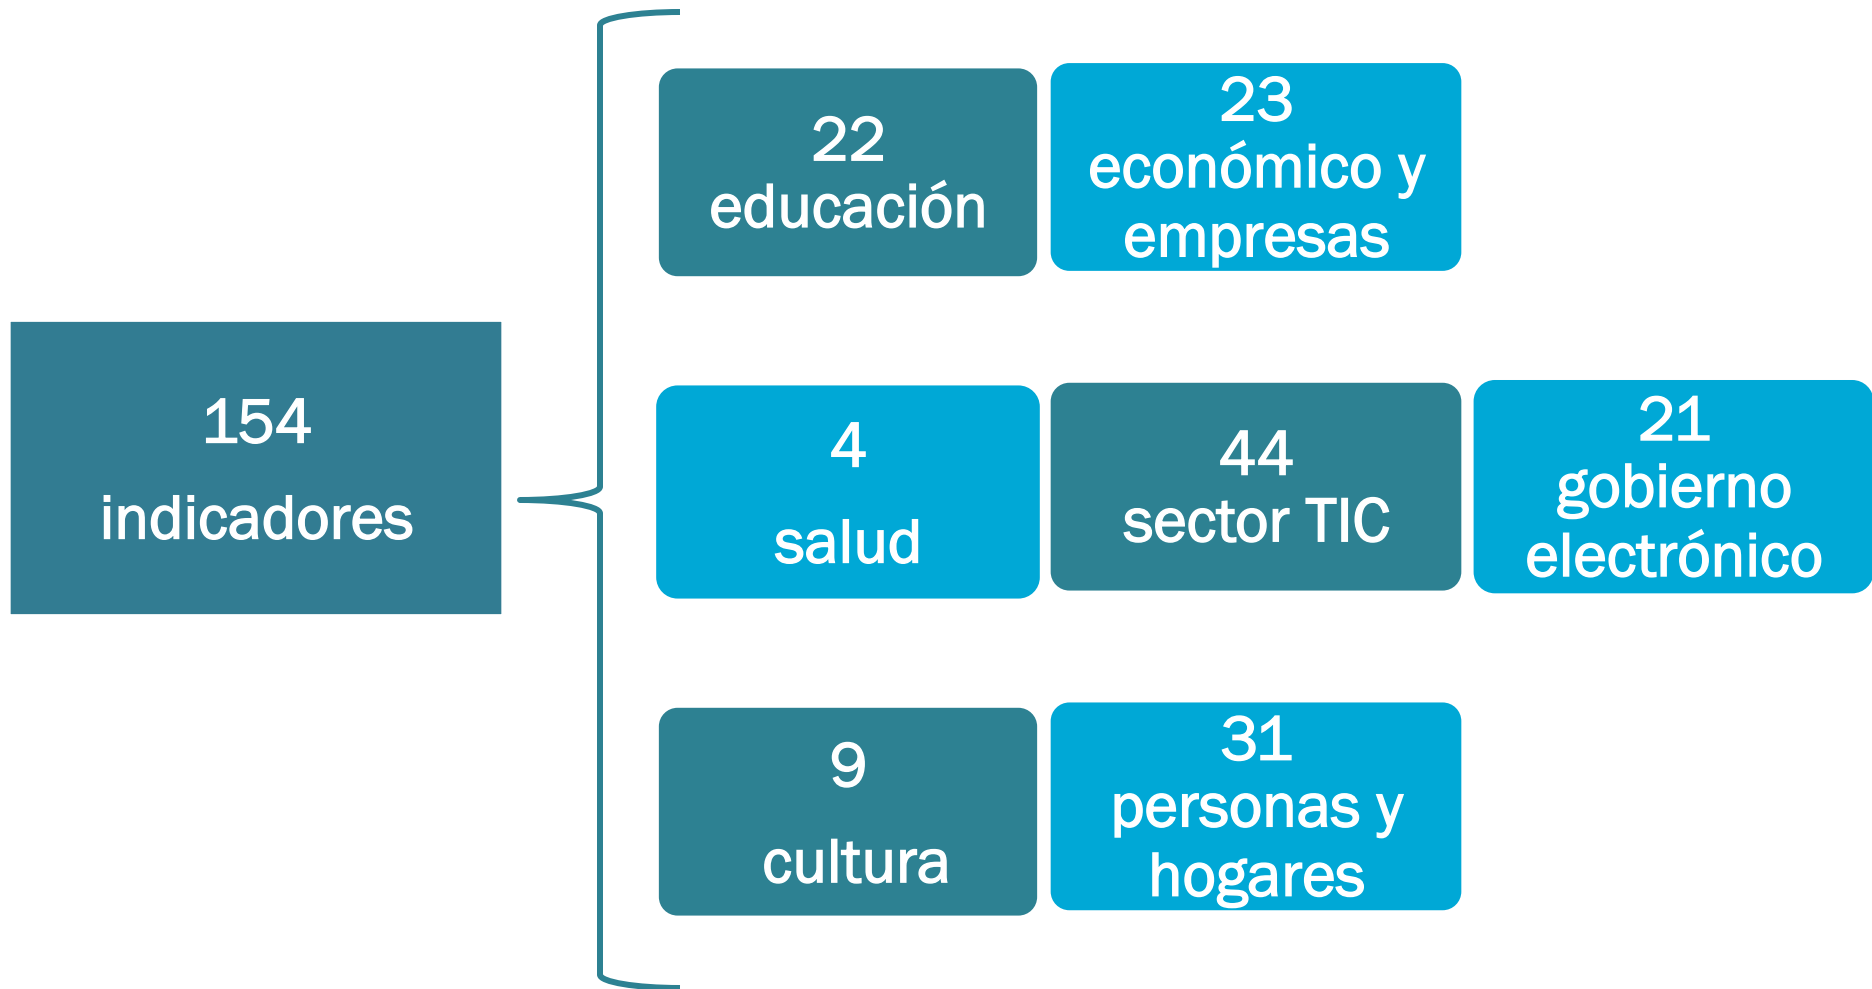 154
indicadores
22
educación
23
económico y
empresas
4
salud
44
sector TIC
21
gobierno
electrónico
9
cultura
31
personas y
hogares